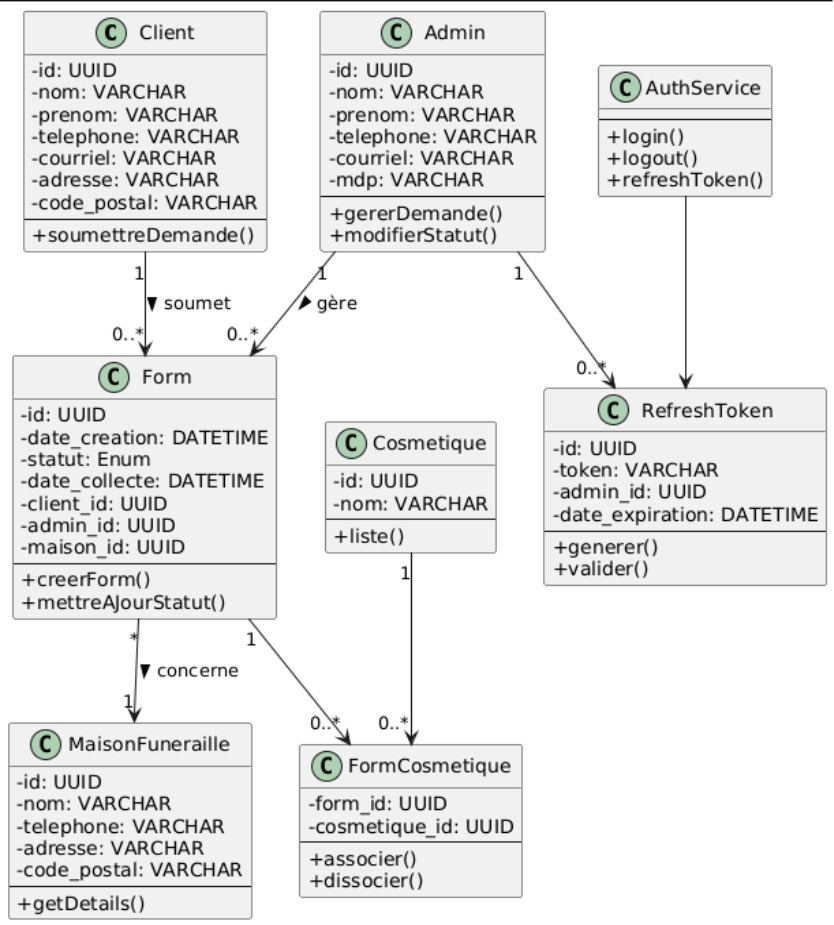 C Client
-id: UUID
-nom: VARCHAR
-prenom: VARCHAR
-telephone: VARCHAR
-courriel: VARCHAR
-adresse: VARCHAR
-code_postal: VARCHAR
+soumettreDemande()
C Admin
-id: UUID
-nom: VARCHAR
-prenom: VARCHAR
-telephone: VARCHAR
-courriel: VARCHAR
-mdp: VARCHAR
+gererDemande()
+modifierStatut()
C AuthService
+login()
+logout()
+refreshToken()
1
soumet
0..*
1
gère
0..*
1
0..*
C Form
-id: UUID
-date_creation: DATETIME
-statut: Enum
-date_collecte: DATETIME
-client_id: UUID
-admin_id: UUID
-maison_id: UUID
+creerForm()
+mettreAJourStatut()
C Cosmetique
-id: UUID
-nom: VARCHAR
+liste()
C RefreshToken
-id: UUID
-token: VARCHAR
-admin_id: UUID
-date_expiration: DATETIME
+generer()
+valider()
*
concerne
1
1
0..*
1
0..*
C MaisonFuneraille
-id: UUID
-nom: VARCHAR
-telephone: VARCHAR
-adresse: VARCHAR
-code_postal: VARCHAR
+getDetails()
C FormCosmetique
-form_id: UUID
-cosmetique_id: UUID
+associer()
+dissocier()